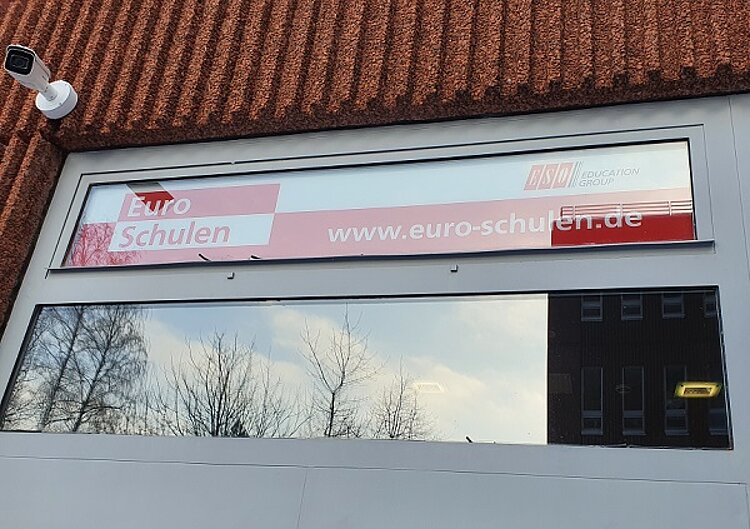 Euro
Schulen
www.euro-schulen.de
ESO EDUCATION
GROUP